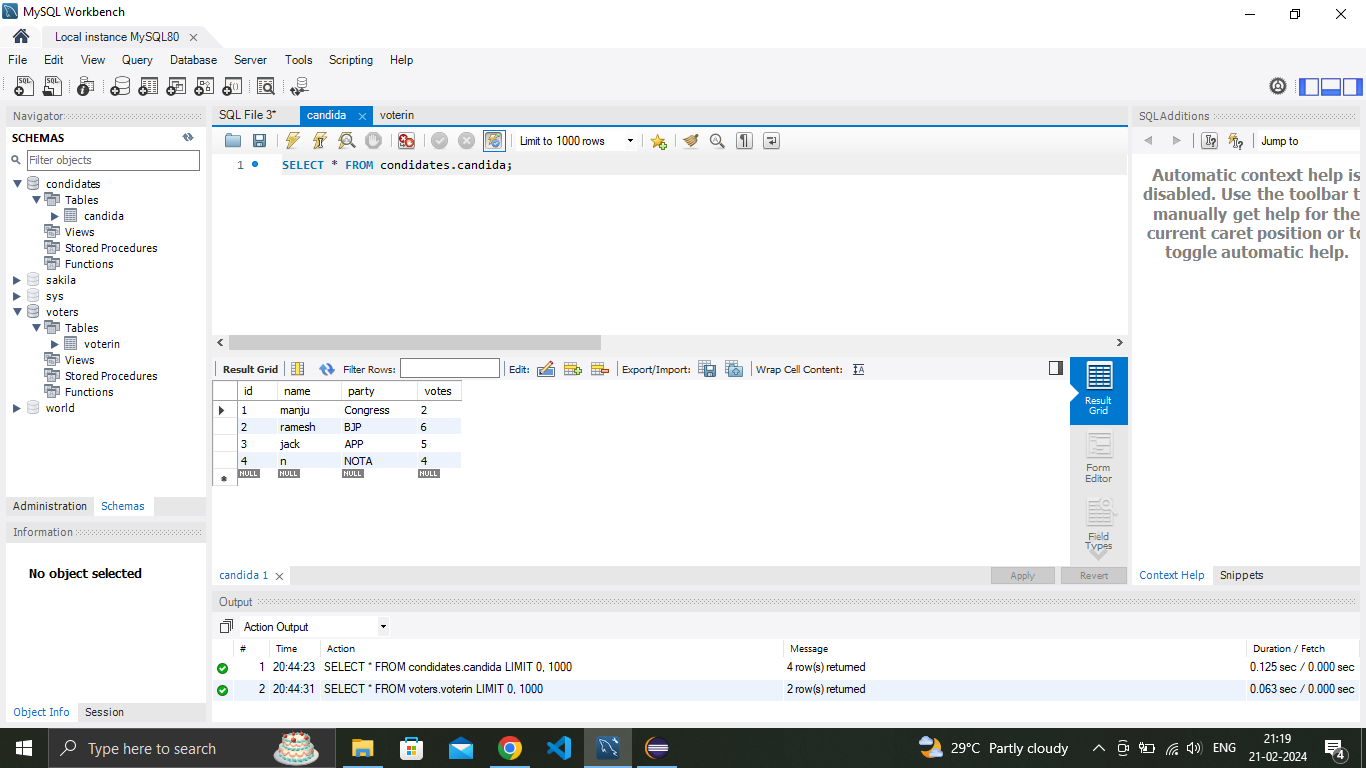 MySQL Workbench
Local instance MySQL80
File Edit View Query Database Server Tools Scripting Help
Navigator
SCHEMAS
Filter objects
condidates
Tables
candida
Views
Stored Procedures
Functions
sakila
sys
voters
Tables
voterin
Views
Stored Procedures
Functions
world
Administration Schemas
Information
No object selected
Object Info Session
SQL File 3* candida voterin
Limit to 1000 rows
1 SELECT * FROM condidates.candida;
Result Grid Filter Rows: Edit: Export/Import: Wrap Cell Content:
id name party votes
1 manju Congress 2
2 ramesh BJP 6
3 jack APP 5
4 n NOTA 4
NULL NULL NULL NULL
Result Grid
Form Editor
Field Types
candida 1
Apply Revert
SQLAdditions
Jump to
Automatic context help is
disabled. Use the toolbar t
manually get help for the
current caret position or to
toggle automatic help.
Context Help Snippets
Output
Action Output
# Time Action Message Duration / Fetch
1 20:44:23 SELECT * FROM condidates.candida LIMIT 0, 1000 4 row(s) returned 0.125 sec / 0.000 sec
2 20:44:31 SELECT * FROM voters.voterin LIMIT 0, 1000 2 row(s) returned 0.063 sec / 0.000 sec
Type here to search
29°C Partly cloudy
ENG
21:19
21-02-2024
4